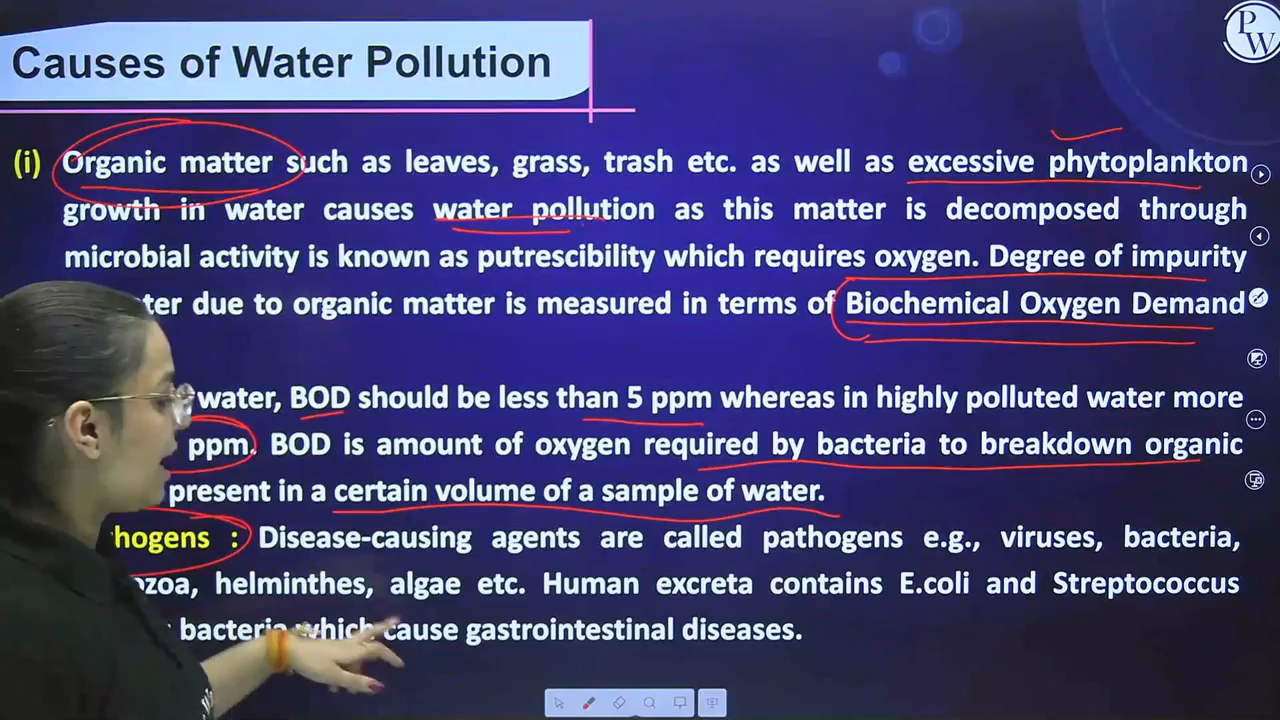 Causes of Water Pollution
PW
(i) Organic matter such as leaves, grass, trash etc. as well as excessive phytoplankton
growth in water causes water pollution as this matter is decomposed through
microbial activity is known as putrescibility which requires oxygen. Degree of impurity
due to organic matter is measured in terms of Biochemical Oxygen Demand
water, BOD should be less than 5 ppm whereas in highly polluted water more
ppm. BOD is amount of oxygen required by bacteria to breakdown organic
present in a certain volume of a sample of water.
hogens : Disease-causing agents are called pathogens e.g., viruses, bacteria,
ozoa, helminthes, algae etc. Human excreta contains E.coli and Streptococcus
bacteria which cause gastrointestinal diseases.